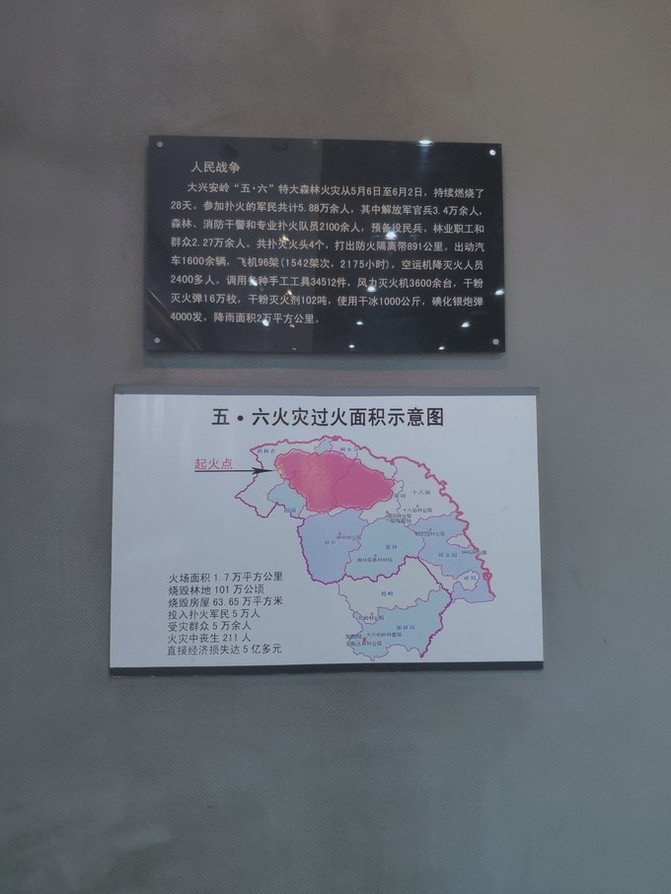 人民战争
大兴安岭“五·六”特大森林火灾从5月6日至6月2日，持续燃烧了
28天。参加扑火的军民共计5.88万余人，其中解放军官兵3.4万余人，
森林、消防干警和专业扑火队员2100余人，预备役民兵、林业职工和
群众2.27万余人。共扑灭火头4个，打出防火隔离带891公里。出动汽
车1600余辆，飞机96架(1542架次，2175小时)，空运机降灭火人员
2400多人。调用各种手工工具34512件，风力灭火机3600余台，干粉
灭火弹16万枚，干粉灭火剂102吨，使用干冰1000公斤，碘化银炮弹
4000发，降雨面积2万平方公里。
五·六火灾过火面积示意图
起火点
火场面积 1.7万平方公里
烧毁林地 101 万公顷
烧毁房屋 63.65 万平方米
投入扑火军民 5 万人
受灾群众 5 万余人
火灾中丧生 211 人
直接经济损失达 5 亿多元